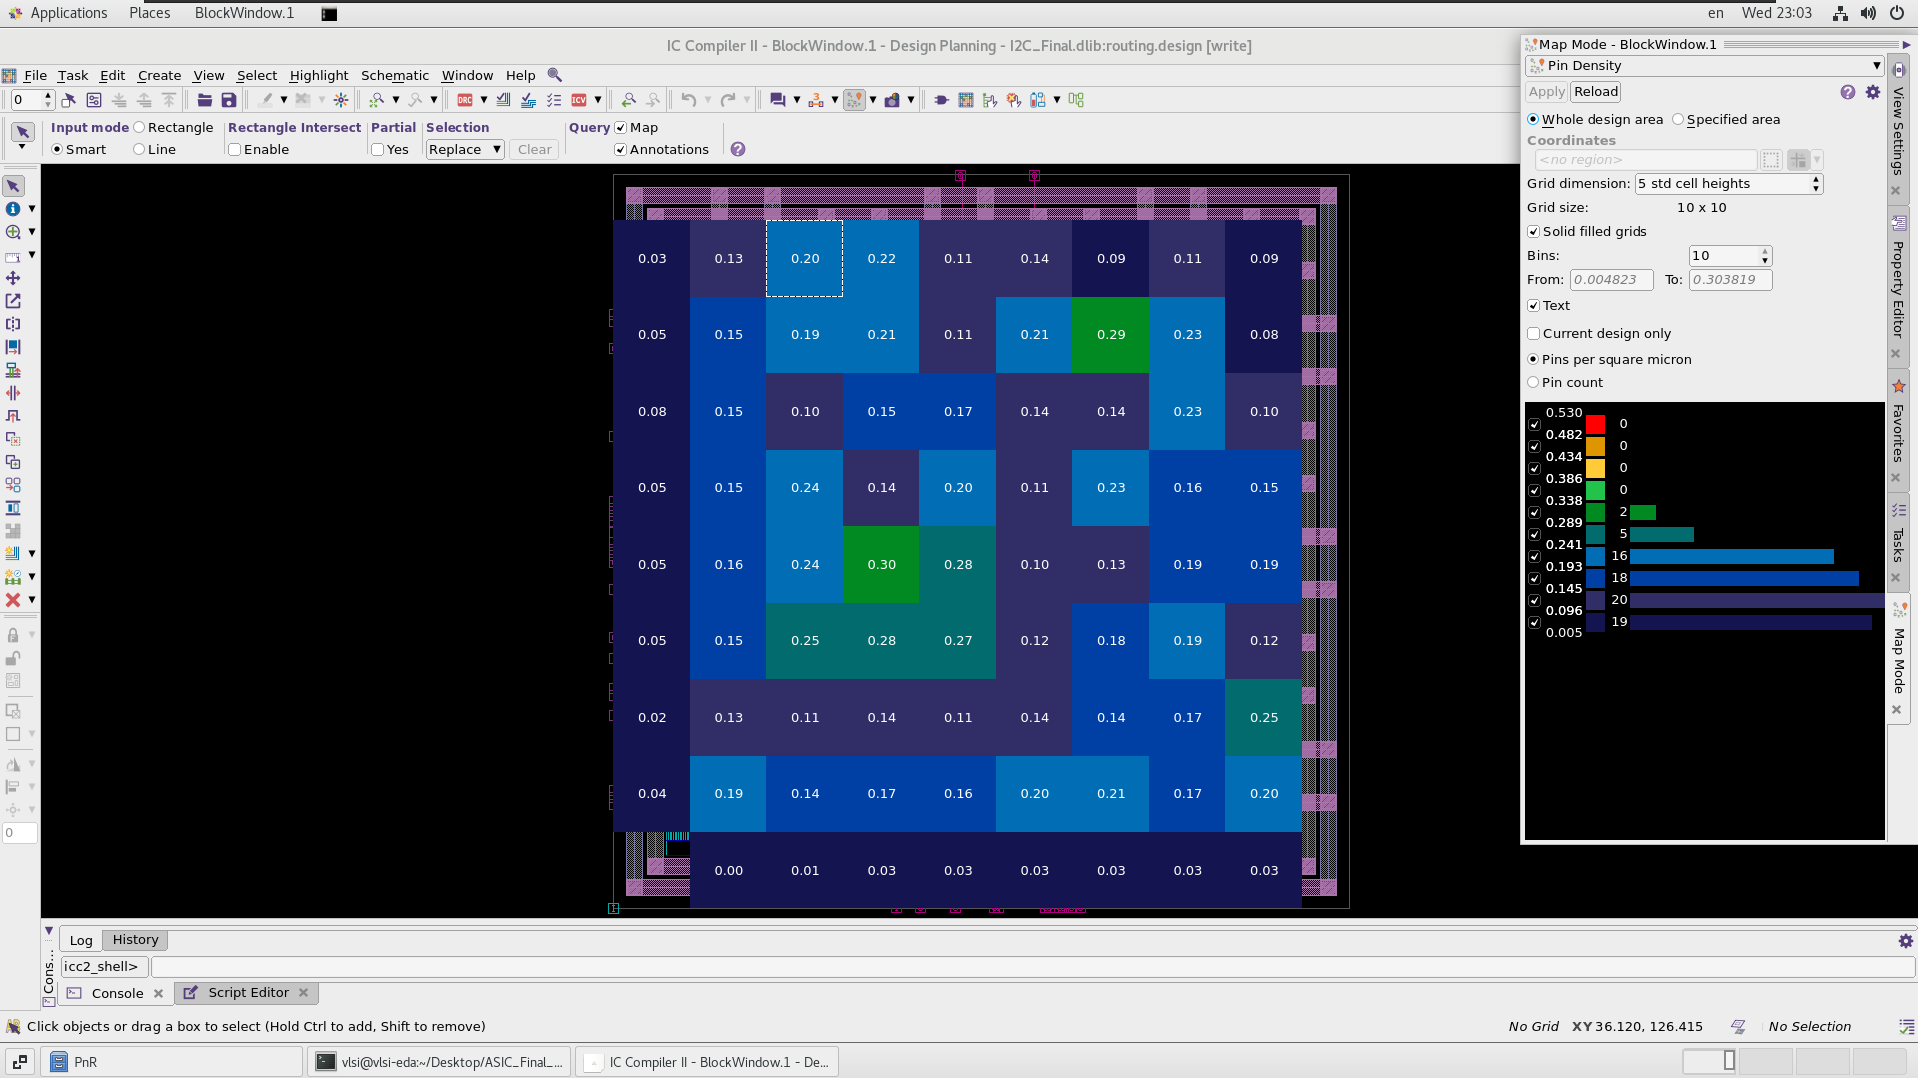 Applications Places BlockWindow.1 en Wed 23:03
IC Compiler II - BlockWindow.1 - Design Planning - I2C_Final.dlib:routing.design [write]
File Task Edit Create View Select Highlight Schematic Window Help
0 DRC ICV
Input mode Rectangle Rectangle Intersect Partial Selection Query Map
Smart Line Enable Yes Replace Clear Annotations
Map Mode - BlockWindow.1
Pin Density
Apply Reload
Whole design area Specified area
Coordinates
<no region>
Grid dimension: 5 std cell heights
Grid size: 10 x 10
Solid filled grids
Bins: 10
From: 0.004823 To: 0.303819
Text
Current design only
Pins per square micron
Pin count
0.530
0
0.482
0
0.434
0
0.386
0
0.338
2
0.289
5
0.241
16
0.193
18
0.145
20
0.096
19
0.005
View Settings
Property Editor
Favorites
Tasks
Map Mode
0.03 0.13 0.20 0.22 0.11 0.14 0.09 0.11 0.09
0.05 0.15 0.19 0.21 0.11 0.21 0.29 0.23 0.08
0.08 0.15 0.10 0.15 0.17 0.14 0.14 0.23 0.10
0.05 0.15 0.24 0.14 0.20 0.11 0.23 0.16 0.15
0.05 0.16 0.24 0.30 0.28 0.10 0.13 0.19 0.19
0.05 0.15 0.25 0.28 0.27 0.12 0.18 0.19 0.12
0.02 0.13 0.11 0.14 0.11 0.14 0.14 0.17 0.25
0.04 0.19 0.14 0.17 0.16 0.20 0.21 0.17 0.20
0.00 0.01 0.03 0.03 0.03 0.03 0.03 0.03
0
Cons...
Log History
icc2_shell>
Console Script Editor
Click objects or drag a box to select (Hold Ctrl to add, Shift to remove) No Grid XY 36.120, 126.415 No Selection
PnR vlsi@vlsi-eda:~/Desktop/ASIC_Final_... IC Compiler II - BlockWindow.1 - De...